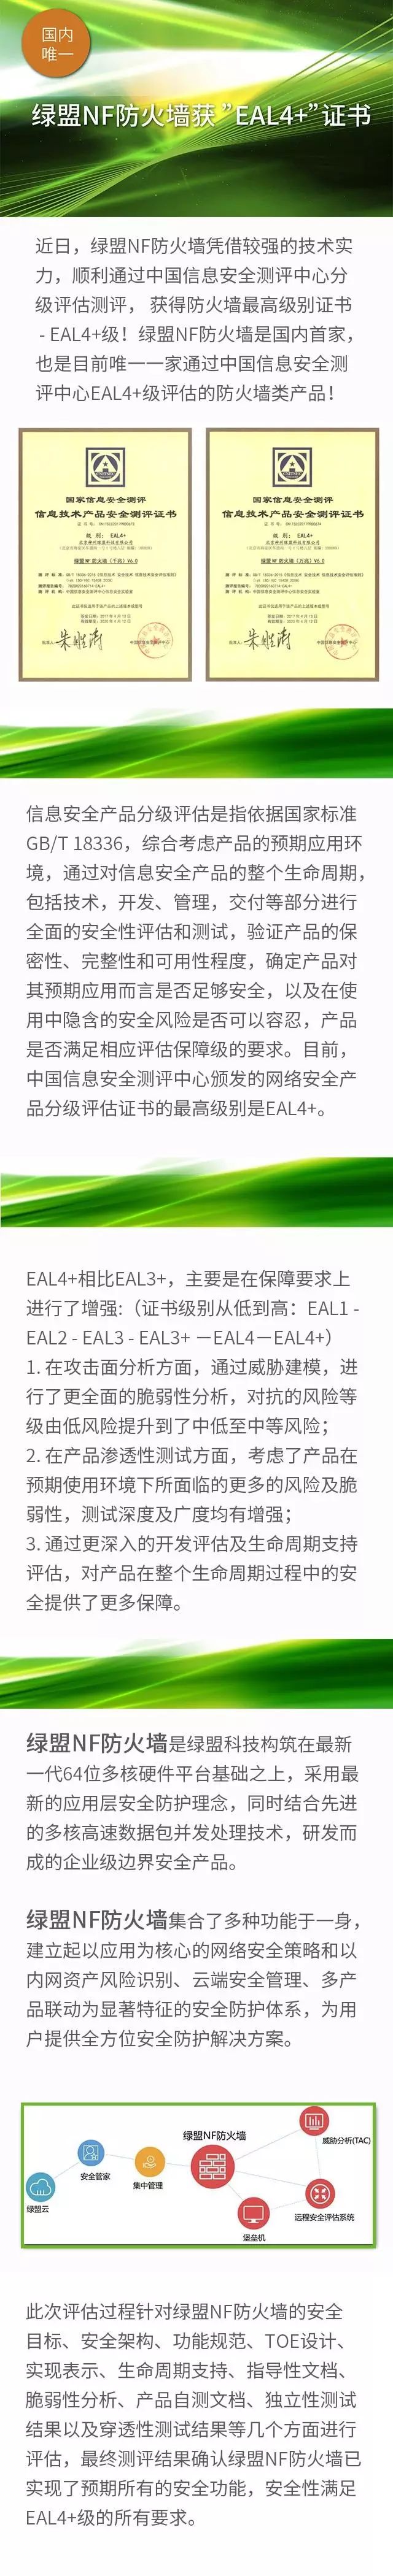 国内
唯一
绿盟NF防火墙获 ”EAL4+”证书
近日，绿盟NF防火墙凭借较强的技术实
力，顺利通过中国信息安全测评中心分
级评估测评， 获得防火墙最高级别证书
- EAL4+级！绿盟NF防火墙是国内首家，
也是目前唯一一家通过中国信息安全测
评中心EAL4+级评估的防火墙类产品！
国家信息安全测评
信息技术产品安全测评证书
级 别： EAL4+
北京神州绿盟科技有限公司
绿盟 NF 防火墙（千兆）V6.0
国家信息安全测评
信息技术产品安全测评证书
级 别： EAL4+
北京神州绿盟科技有限公司
绿盟 NF 防火墙（万兆）V6.0
信息安全产品分级评估是指依据国家标准
GB/T 18336，综合考虑产品的预期应用环
境，通过对信息安全产品的整个生命周期，
包括技术，开发、管理，交付等部分进行
全面的安全性评估和测试，验证产品的保
密性、完整性和可用性程度，确定产品对
其预期应用而言是否足够安全，以及在使
用中隐含的安全风险是否可以容忍，产品
是否满足相应评估保障级的要求。目前，
中国信息安全测评中心颁发的网络安全产
品分级评估证书的最高级别是EAL4+。
EAL4+相比EAL3+，主要是在保障要求上
进行了增强:（证书级别从低到高：EAL1 -
EAL2 - EAL3 - EAL3+ －EAL4－EAL4+）
1. 在攻击面分析方面，通过威胁建模，进
行了更全面的脆弱性分析，对抗的风险等
级由低风险提升到了中低至中等风险；
2. 在产品渗透性测试方面，考虑了产品在
预期使用环境下所面临的更多的风险及脆
弱性，测试深度及广度均有增强；
3. 通过更深入的开发评估及生命周期支持
评估，对产品在整个生命周期过程中的安
全提供了更多保障。
绿盟NF防火墙是绿盟科技构筑在最新
一代64位多核硬件平台基础之上，采用最
新的应用层安全防护理念，同时结合先进
的多核高速数据包并发处理技术，研发而
成的企业级边界安全产品。
绿盟NF防火墙集合了多种功能于一身，
建立起以应用为核心的网络安全策略和以
内网资产风险识别、云端安全管理、多产
品联动为显著特征的安全防护体系，为用
户提供全方位安全防护解决方案。
绿盟NF防火墙
威胁分析(TAC)
安全管家
集中管理
绿盟云
远程安全评估系统
堡垒机
此次评估过程针对绿盟NF防火墙的安全
目标、安全架构、功能规范、TOE设计、
实现表示、生命周期支持、指导性文档、
脆弱性分析、产品自测文档、独立性测试
结果以及穿透性测试结果等几个方面进行
评估，最终测评结果确认绿盟NF防火墙已
实现了预期所有的安全功能，安全性满足
EAL4+级的所有要求。